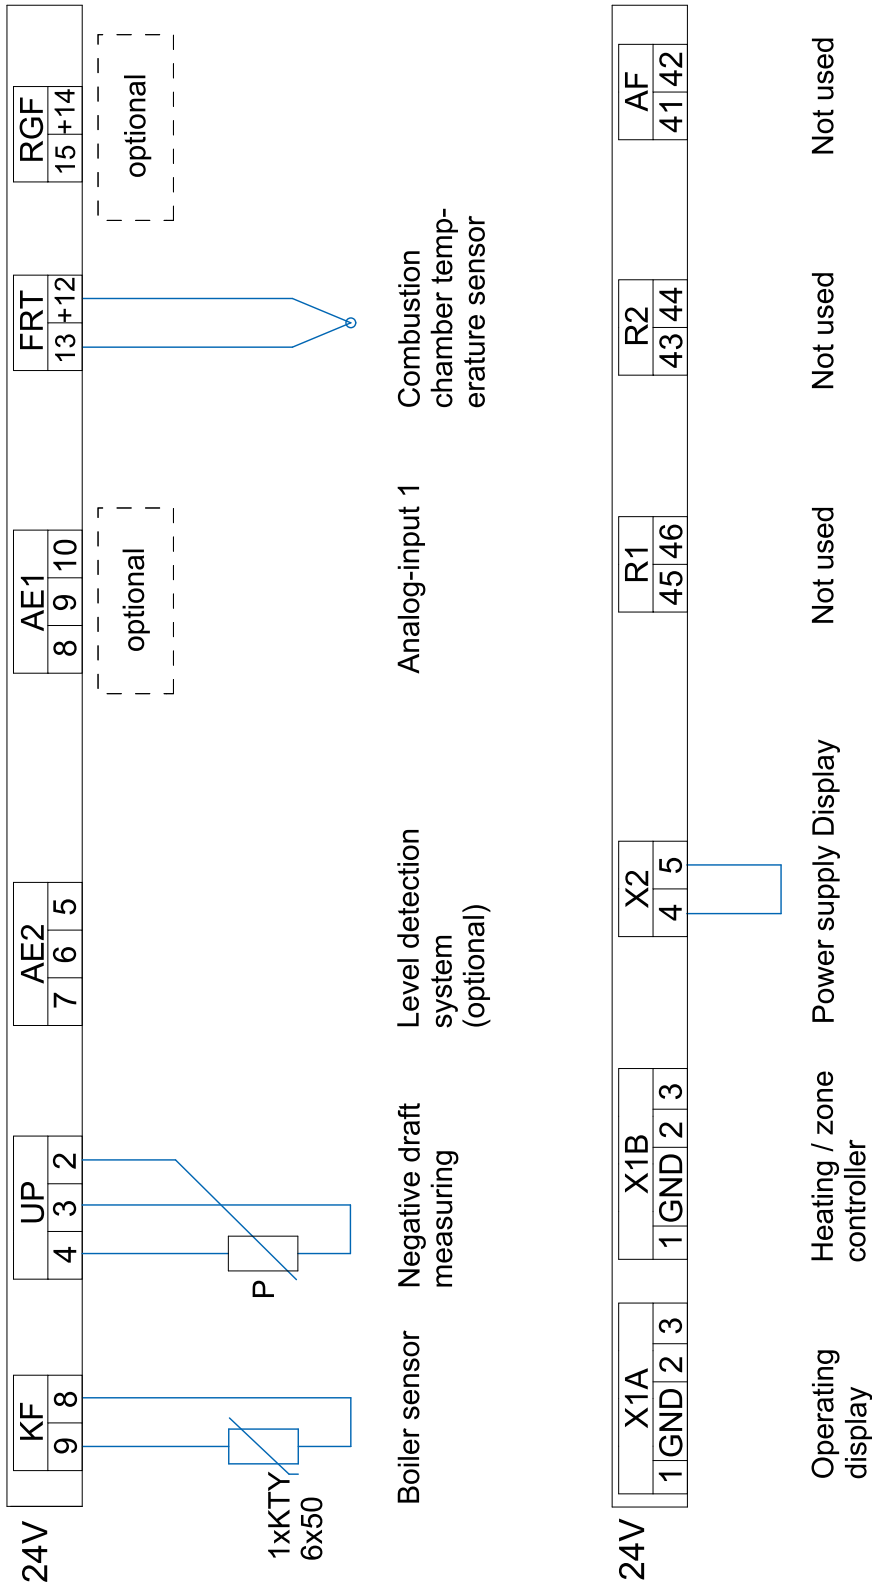 24V
KF
9 8
1xKTY
6x50
Boiler sensor
UP
4 3 2
P
Negative draft
measuring
AE2
7 6 5
Level detection
system
(optional)
AE1
8 9 10
optional
Analog-input 1
FRT
13 +12
Combustion
chamber temp-
erature sensor
RGF
15 +14
optional
24V
X1A
1 GND 2 3
Operating
display
X1B
1 GND 2 3
Heating / zone
controller
X2
4 5
Power supply Display
R1
45 46
Not used
R2
43 44
Not used
AF
41 42
Not used